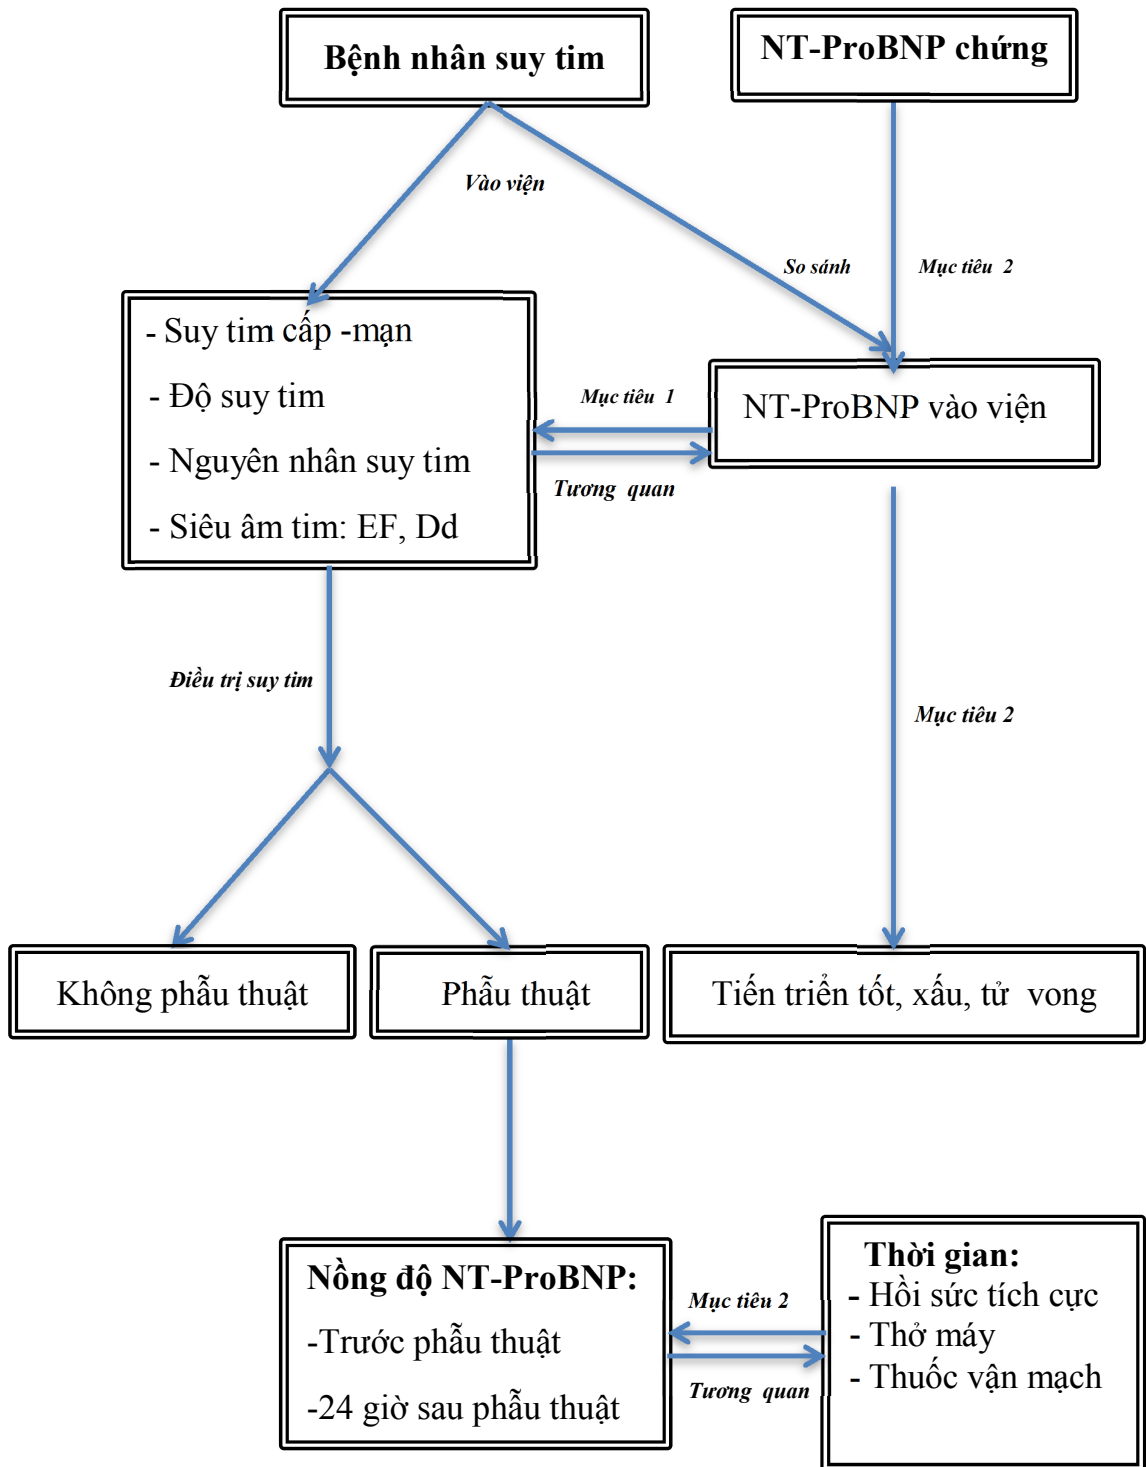 Bệnh nhân suy tim
NT-ProBNP chứng
Vào viện
So sánh
Mục tiêu 2
- Suy tim cấp -mạn
- Độ suy tim
- Nguyên nhân suy tim
- Siêu âm tim: EF, Dd
Mục tiêu 1
Tương quan
NT-ProBNP vào viện
Điều trị suy tim
Mục tiêu 2
Không phẫu thuật
Phẫu thuật
Tiến triển tốt, xấu, tử vong
Nồng độ NT-ProBNP:
-Trước phẫu thuật
-24 giờ sau phẫu thuật
Mục tiêu 2
Tương quan
Thời gian:
- Hồi sức tích cực
- Thở máy
- Thuốc vận mạch